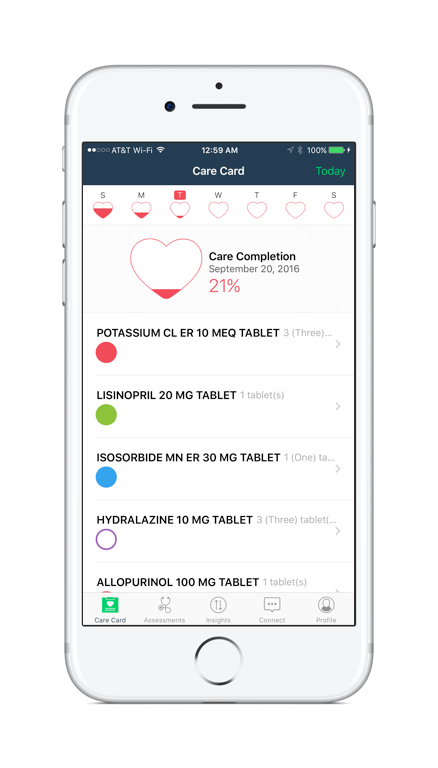 AT&T Wi-Fi 12:59 AM 100%
Care Card Today
S M T W T F S
Care Completion
September 20, 2016
21%
POTASSIUM CL ER 10 MEQ TABLET 3 (Three)...
LISINOPRIL 20 MG TABLET 1 tablet(s)
ISOSORBIDE MN ER 30 MG TABLET 1 (One) ta...
HYDRALAZINE 10 MG TABLET 3 (Three) tablet(...
ALLOPURINOL 100 MG TABLET 1 tablet(s)
Care Card Assessments Insights Connect Profile